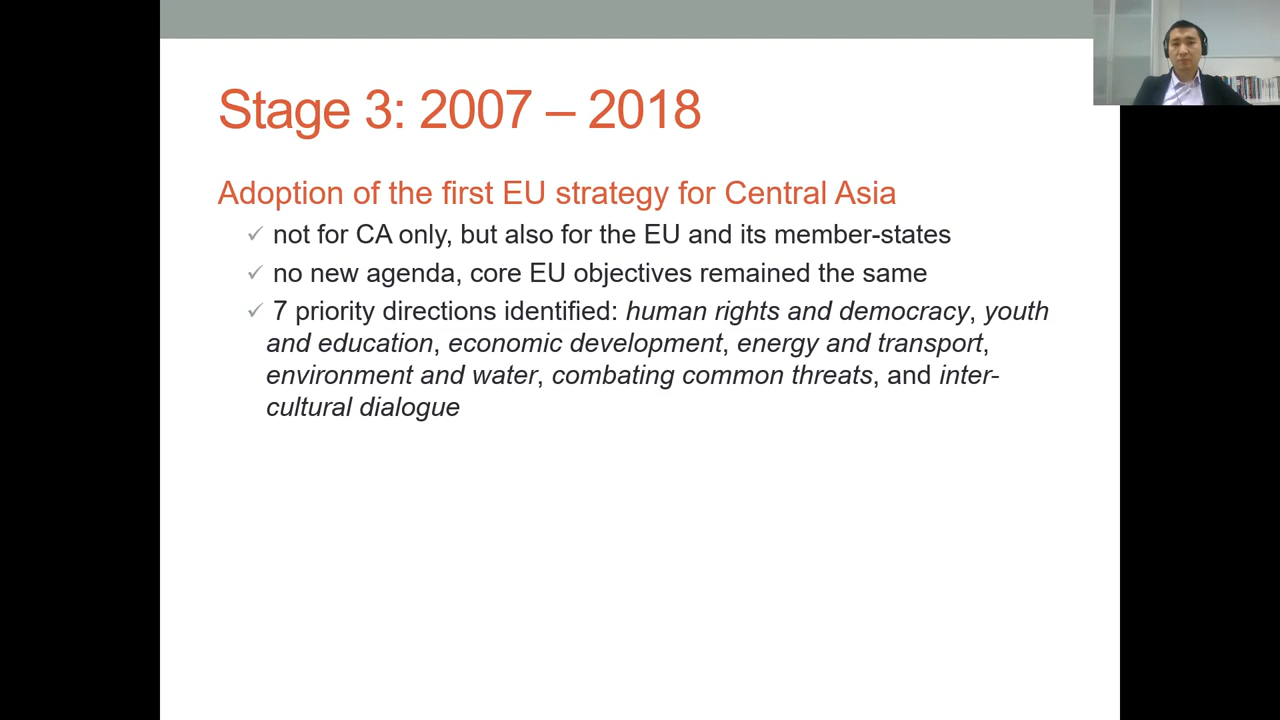 Stage 3: 2007 – 2018
Adoption of the first EU strategy for Central Asia
✓ not for CA only, but also for the EU and its member-states
✓ no new agenda, core EU objectives remained the same
✓ 7 priority directions identified: human rights and democracy, youth
and education, economic development, energy and transport,
environment and water, combating common threats, and inter-
cultural dialogue